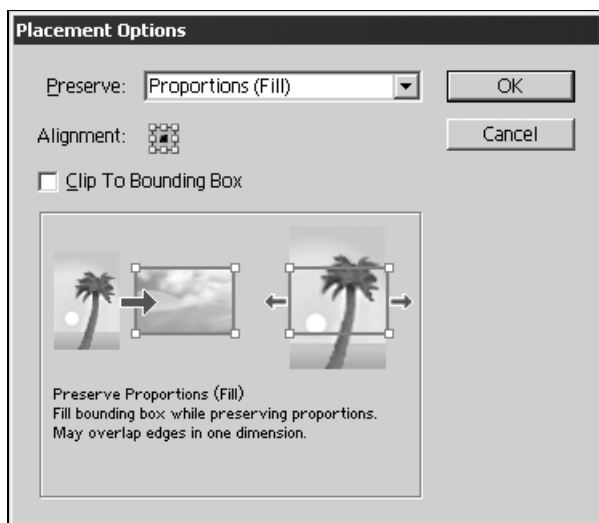 Placement Options
Preserve: Proportions (Fill) OK
Alignment: Cancel
Clip To Bounding Box
Preserve Proportions (Fill)
Fill bounding box while preserving proportions.
May overlap edges in one dimension.